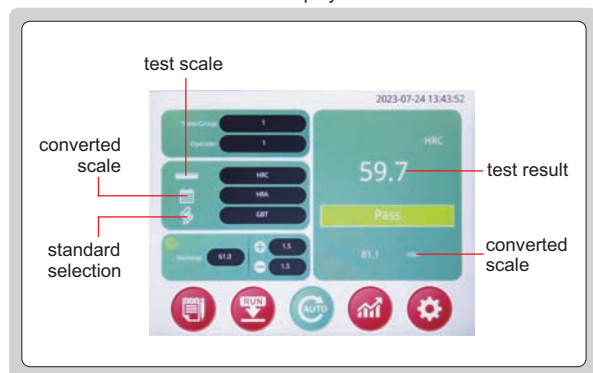 test scale
2023-07-24 13:43:52
TesterGroup 1
Operator 1
HRC
converted
scale
HRC
HRA
59.7
test result
GBT
Pass
standard
selection
Nominal 61.0
1.5
1.5
81.1
converted
scale
RUN
AUTO